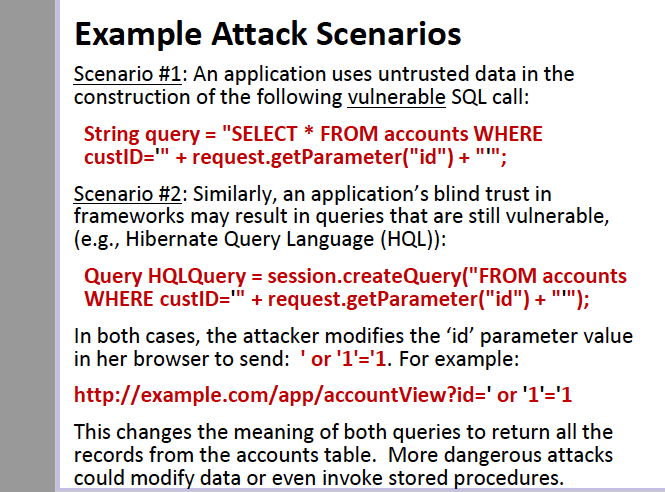 Example Attack Scenarios
Scenario #1: An application uses untrusted data in the
construction of the following vulnerable SQL call:
String query = "SELECT * FROM accounts WHERE
custID='" + request.getParameter("id") + "'";
Scenario #2: Similarly, an application’s blind trust in
frameworks may result in queries that are still vulnerable,
(e.g., Hibernate Query Language (HQL)):
Query HQLQuery = session.createQuery("FROM accounts
WHERE custID='" + request.getParameter("id") + "'");
In both cases, the attacker modifies the ‘id’ parameter value
in her browser to send:  ' or '1'='1. For example:
http://example.com/app/accountView?id=' or '1'='1
This changes the meaning of both queries to return all the
records from the accounts table.  More dangerous attacks
could modify data or even invoke stored procedures.